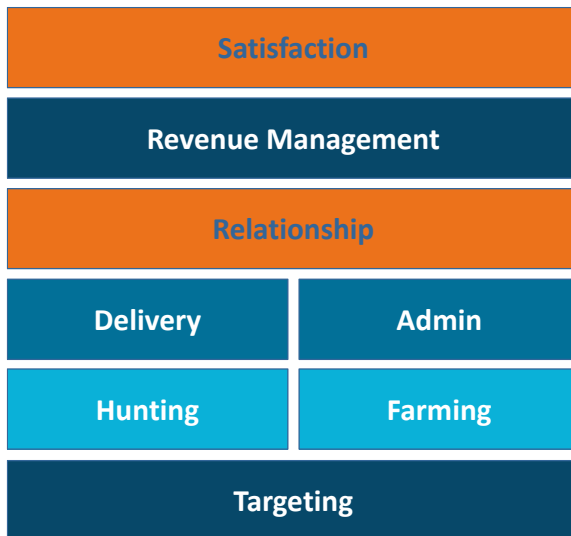 Satisfaction
Revenue Management
Relationship
Delivery
Admin
Hunting
Farming
Targeting